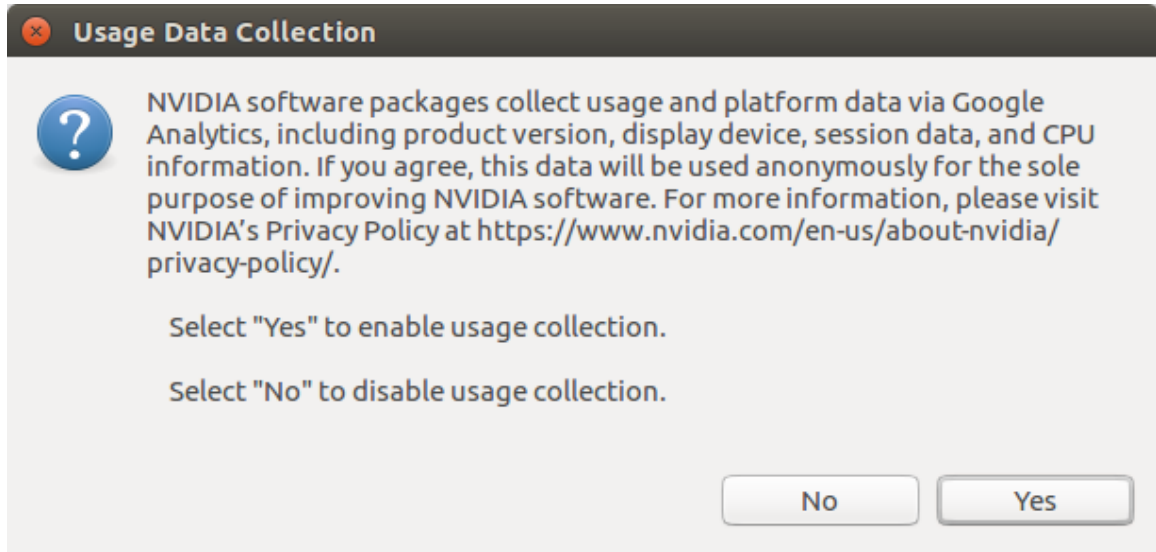 Usage Data Collection
NVIDIA software packages collect usage and platform data via Google
Analytics, including product version, display device, session data, and CPU
information. If you agree, this data will be used anonymously for the sole
purpose of improving NVIDIA software. For more information, please visit
NVIDIA’s Privacy Policy at https://www.nvidia.com/en-us/about-nvidia/
privacy-policy/.
Select "Yes" to enable usage collection.
Select "No" to disable usage collection.
No Yes